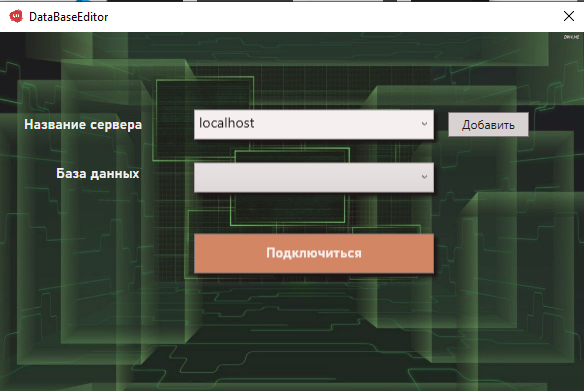 DataBaseEditor
Название сервера
localhost
Добавить
База данных
Подключиться